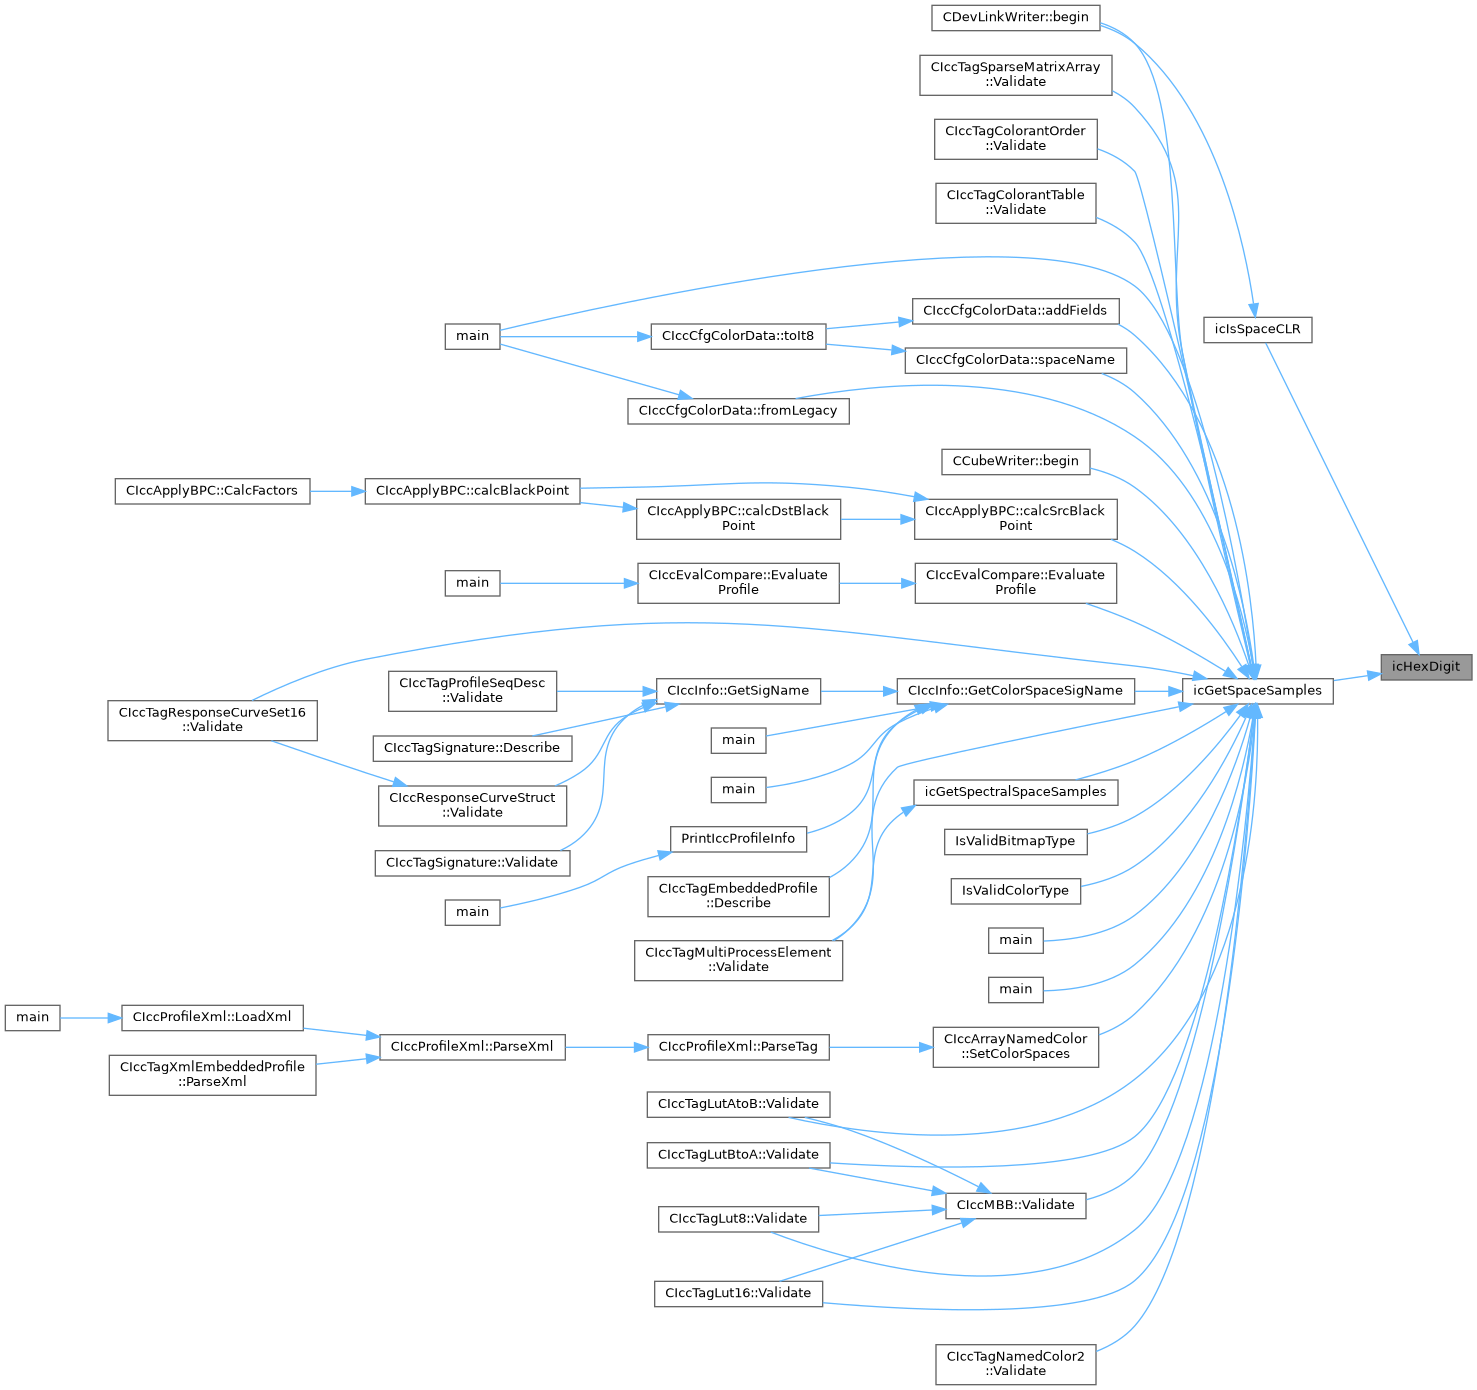 CDevLinkWriter::begin
CIccTagSparseMatrixArray
::Validate
CIccTagColorantOrder
::Validate
CIccTagColorantTable
::Validate
CIccCfgColorData::addFields
icIsSpaceCLR
main
CIccCfgColorData::toIt8
CIccCfgColorData::spaceName
CIccCfgColorData::fromLegacy
CCubeWriter::begin
CIccApplyBPC::CalcFactors
CIccApplyBPC::calcBlackPoint
CIccApplyBPC::calcDstBlack
Point
CIccApplyBPC::calcSrcBlack
Point
main
CIccEvalCompare::Evaluate
Profile
CIccEvalCompare::Evaluate
Profile
icHexDigit
CIccTagProfileSeqDesc
::Validate
CIccInfo::GetSigName
CIccInfo::GetColorSpaceSigName
icGetSpaceSamples
CIccTagResponseCurveSet16
::Validate
CIccTagSignature::Describe
main
main
icGetSpectralSpaceSamples
CIccResponseCurveStruct
::Validate
PrintIccProfileInfo
IsValidBitmapType
CIccTagSignature::Validate
CIccTagEmbeddedProfile
::Describe
IsValidColorType
main
main
CIccTagMultiProcessElement
::Validate
main
main
CIccProfileXml::LoadXml
CIccProfileXml::ParseXml
CIccProfileXml::ParseTag
CIccArrayNamedColor
::SetColorSpaces
CIccTagXmlEmbeddedProfile
::ParseXml
CIccTagLutAtoB::Validate
CIccTagLutBtoA::Validate
CIccMBB::Validate
CIccTagLut8::Validate
CIccTagLut16::Validate
CIccTagNamedColor2
::Validate